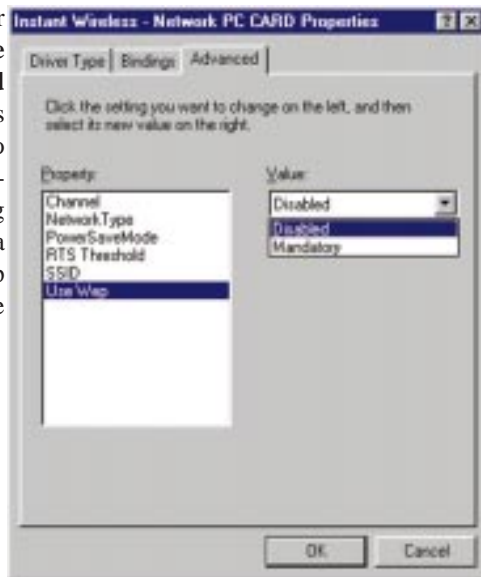 Instant Wireless - Network PC CARD Properties
Driver Type Bindings Advanced
Click the setting you want to change on the left, and then
select its new value on the right.
Property:
Channel
NetworkType
PowerSaveMode
RTS Threshold
SSID
Use Wep
Value:
Disabled
Disabled
Mandatory
OK
Cancel